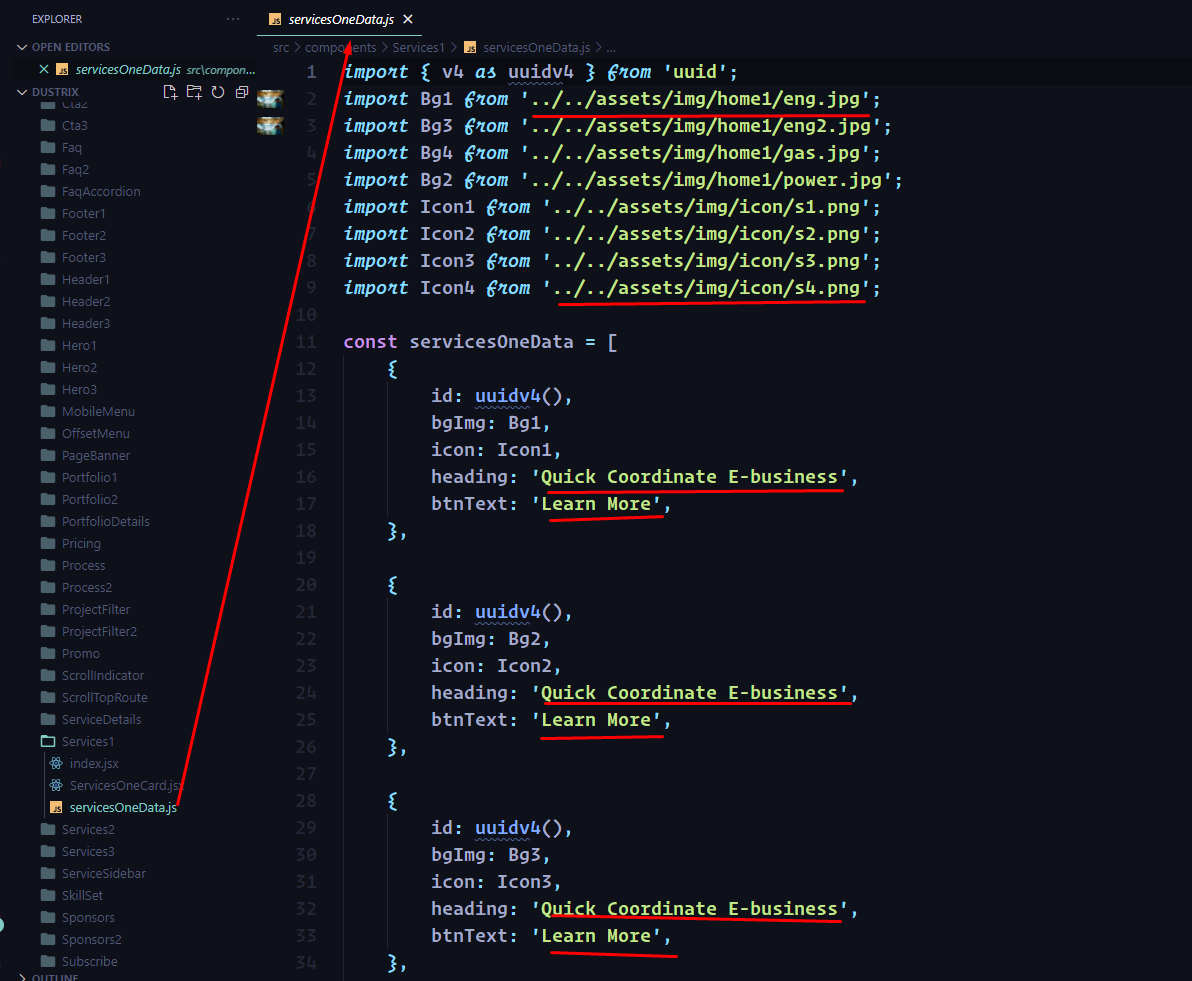 EXPLORER
OPEN EDITORS
servicesOneData.js src\compon...
DUSTRIX
Cta2
Cta3
Faq
Faq2
FaqAccordion
Footer1
Footer2
Footer3
Header1
Header2
Header3
Hero1
Hero2
Hero3
MobileMenu
OffsetMenu
PageBanner
Portfolio1
Portfolio2
PortfolioDetails
Pricing
Process
Process2
ProjectFilter
ProjectFilter2
Promo
ScrollIndicator
ScrollTopRoute
ServiceDetails
Services1
index.jsx
ServicesOneCard.jsx
JS servicesOneData.js
Services2
Services3
ServiceSidebar
SkillSet
Sponsors
Sponsors2
Subscribe
OUTLINE
JS servicesOneData.js
src > components > Services1 > JS servicesOneData.js > ...
1 import { v4 as uuidv4 } from 'uuid';
2 import Bg1 from '../../assets/img/home1/eng.jpg';
3 import Bg3 from '../../assets/img/home1/eng2.jpg';
4 import Bg4 from '../../assets/img/home1/gas.jpg';
5 import Bg2 from '../../assets/img/home1/power.jpg';
6 import Icon1 from '../../assets/img/icon/s1.png';
7 import Icon2 from '../../assets/img/icon/s2.png';
8 import Icon3 from '../../assets/img/icon/s3.png';
9 import Icon4 from '../../assets/img/icon/s4.png';
10
11 const servicesOneData = [
12 {
13 id: uuidv4(),
14 bgImg: Bg1,
15 icon: Icon1,
16 heading: 'Quick Coordinate E-business',
17 btnText: 'Learn More',
18 },
19
20 {
21 id: uuidv4(),
22 bgImg: Bg2,
23 icon: Icon2,
24 heading: 'Quick Coordinate E-business',
25 btnText: 'Learn More',
26 },
27
28 {
29 id: uuidv4(),
30 bgImg: Bg3,
31 icon: Icon3,
32 heading: 'Quick Coordinate E-business',
33 btnText: 'Learn More',
34 },